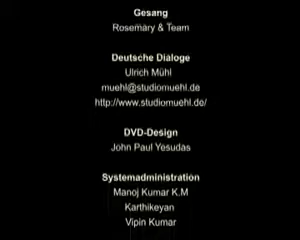 Gesang
Rosemary & Team
Deutsche Dialoge
Ulrich Mühl
muehl@studiomuehl.de
http://www.studiomuehl.de/
DVD-Design
John Paul Yesudas
Systemadministration
Manoj Kumar K.M
Karthikeyan
Vipin Kumar